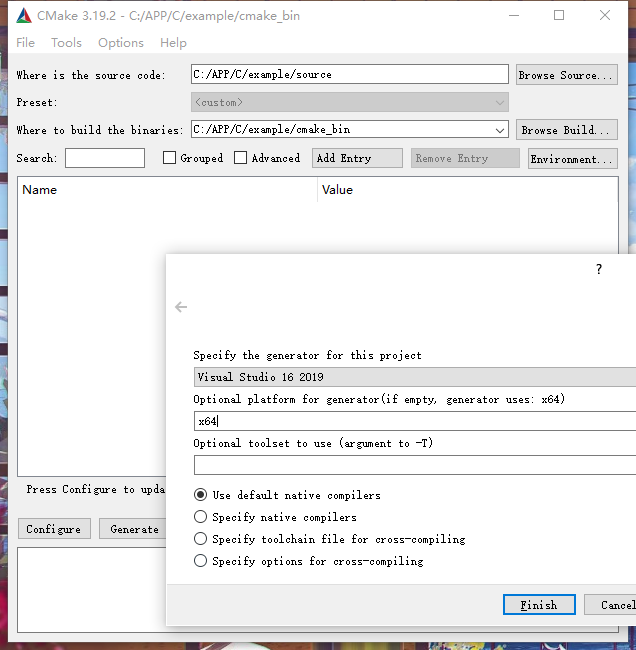 CMake 3.19.2 - C:/APP/C/example/cmake_bin
File Tools Options Help
Where is the source code: C:/APP/C/example/source Browse Source...
Preset: <custom>
Where to build the binaries: C:/APP/C/example/cmake_bin Browse Build...
Search: Grouped Advanced Add Entry Remove Entry Environment...
Name Value
?
Specify the generator for this project
Visual Studio 16 2019
Optional platform for generator(if empty, generator uses: x64)
x64
Optional toolset to use (argument to -T)
Use default native compilers
Specify native compilers
Specify toolchain file for cross-compiling
Specify options for cross-compiling
Finish Cancel
Press Configure to upda
Configure Generate